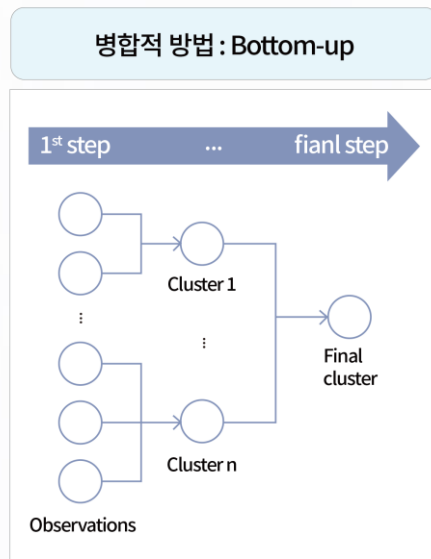 병합적 방법 : Bottom-up
1st step ... fianl step
Cluster 1
⋮
⋮
Final
cluster
Cluster n
Observations